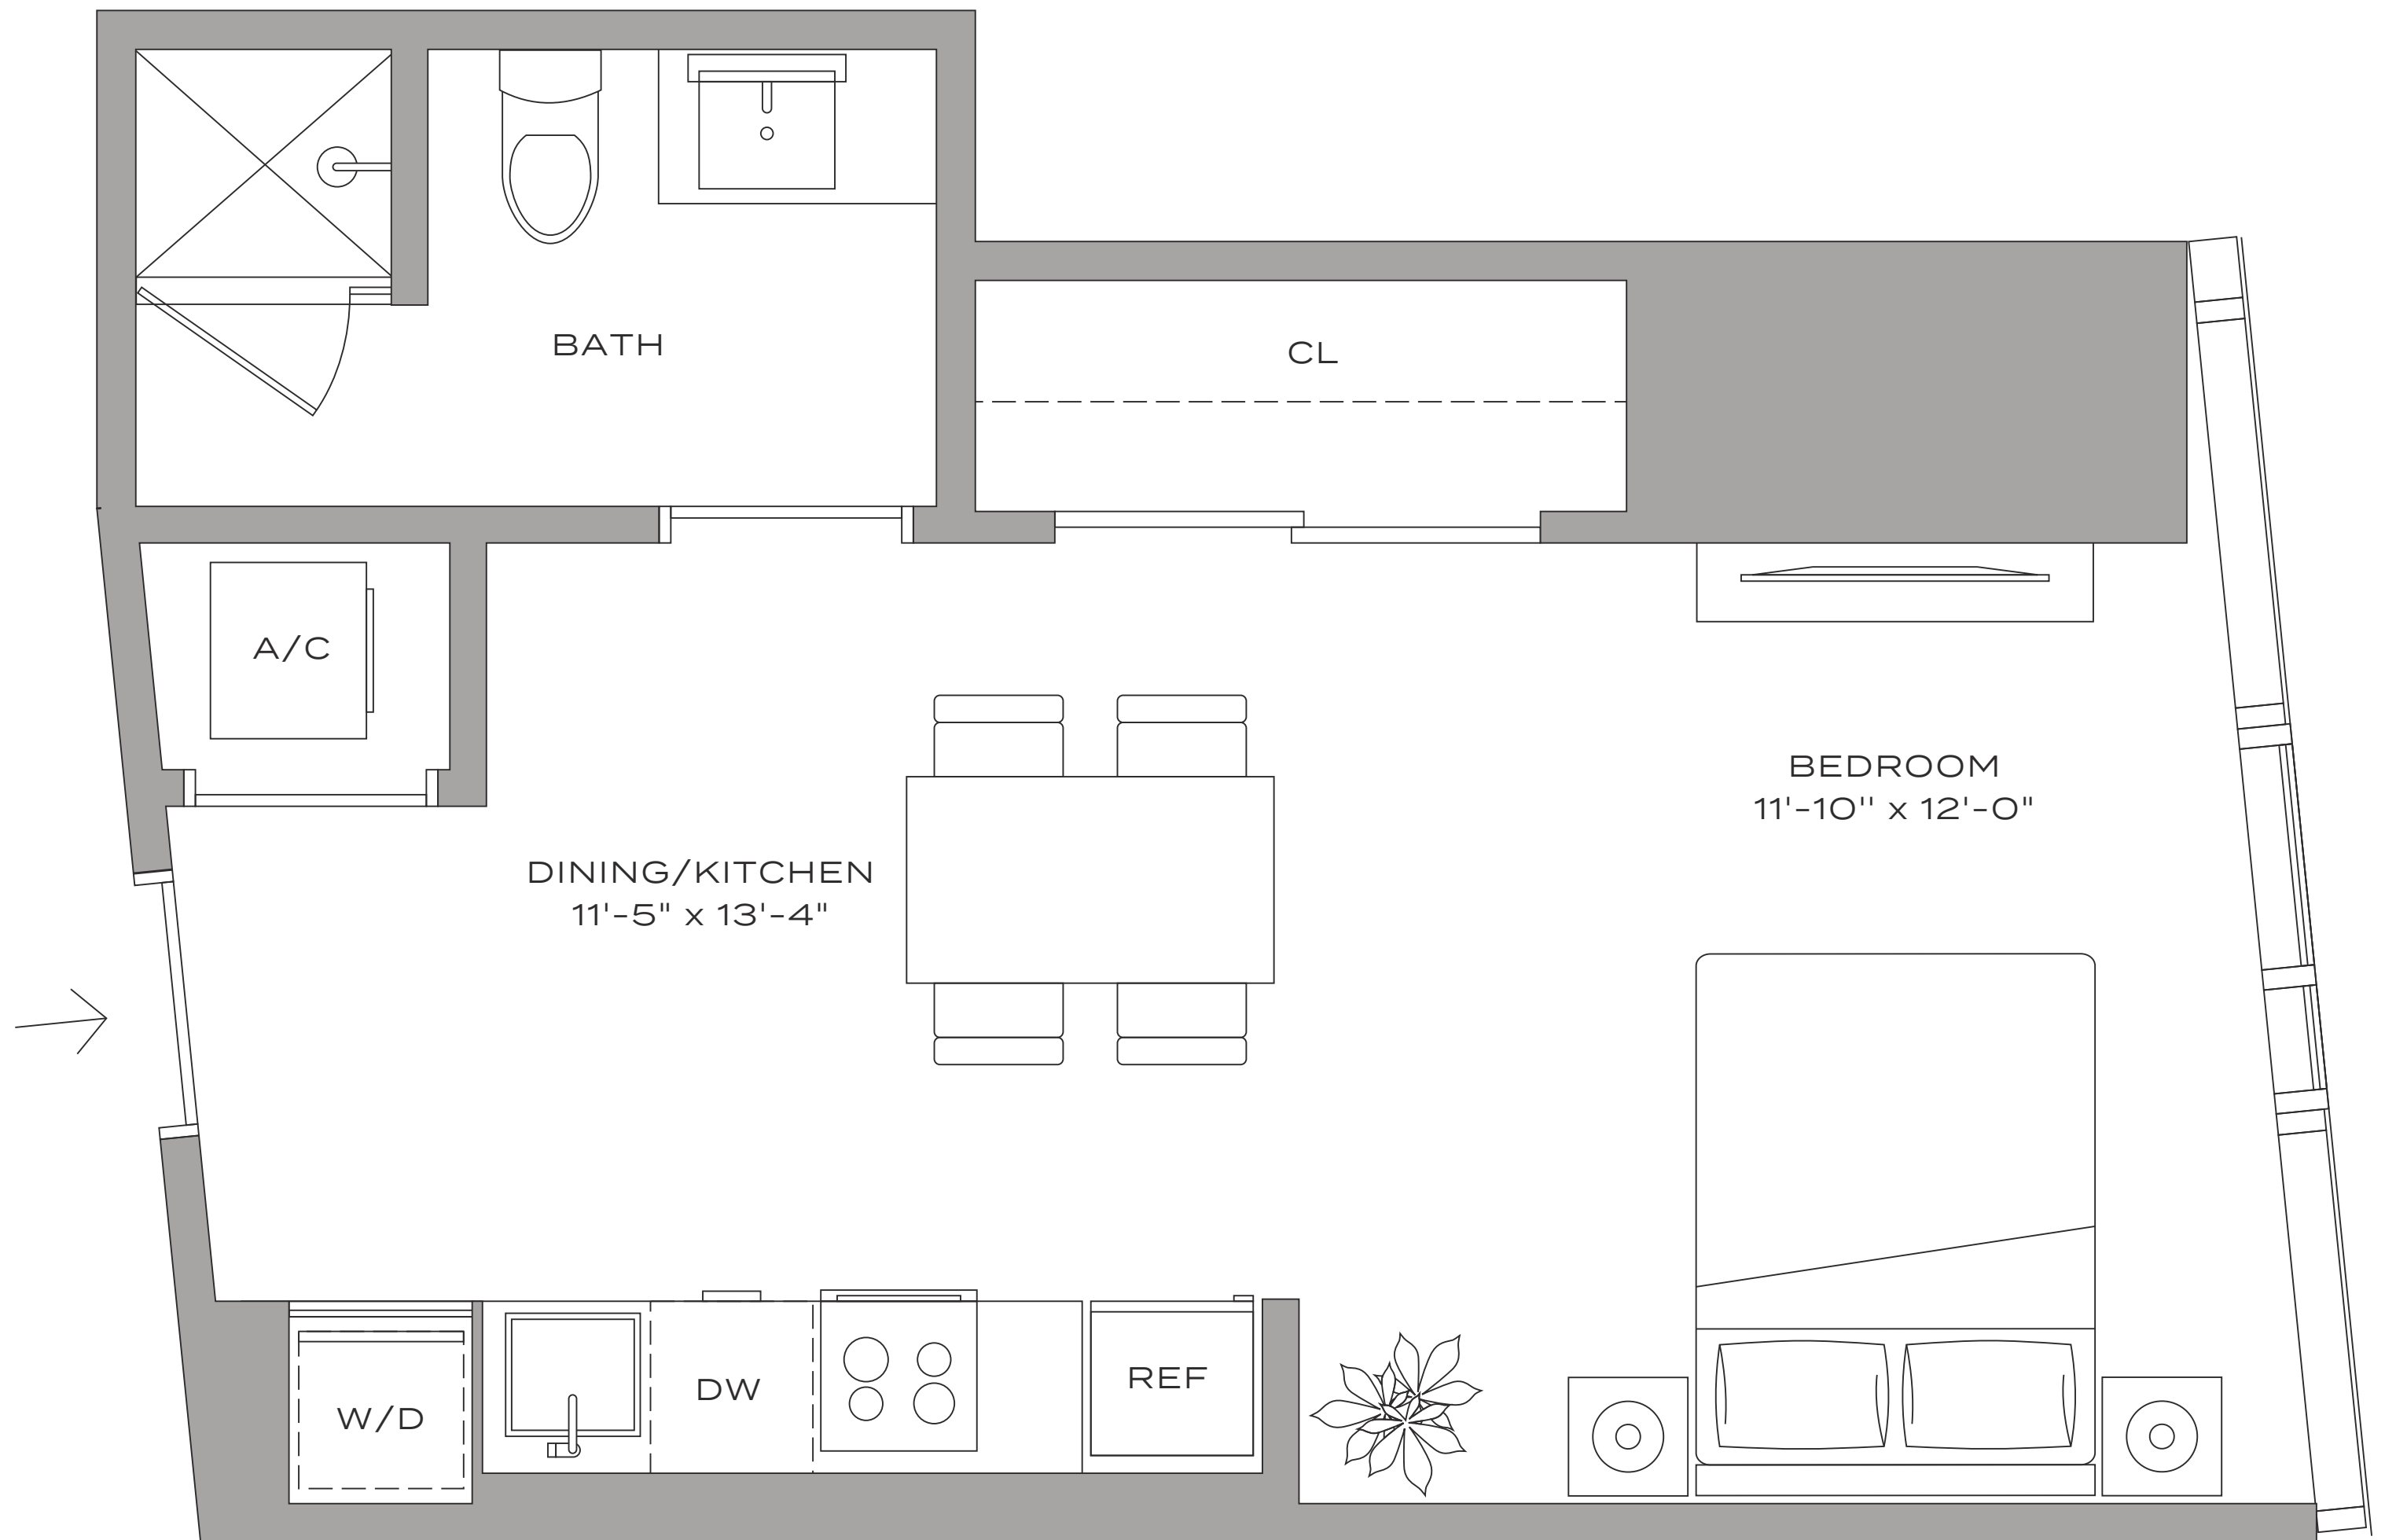 BATH
CL
A/C
BEDROOM
11'-10'' x 12'-0"
DINING/KITCHEN
11'-5" x 13'-4"
W/D
DW
REF